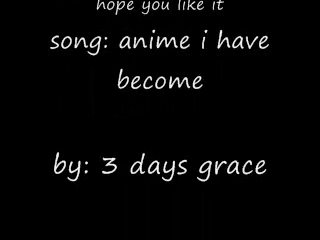 hope you like it
song: anime i have
become
by: 3 days grace